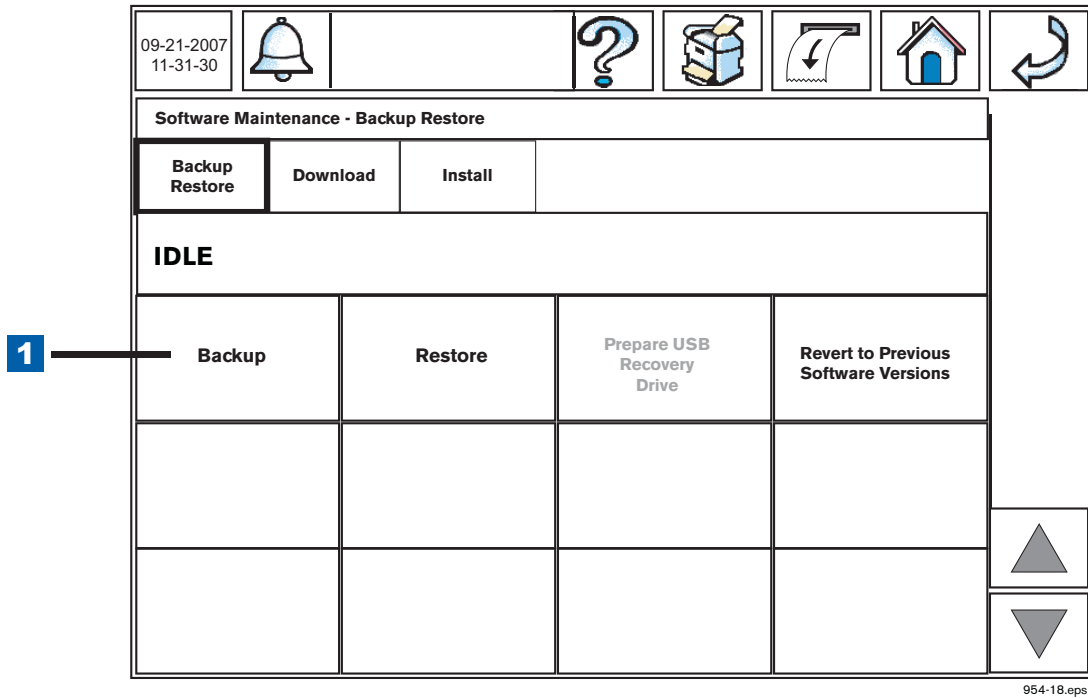 09-21-2007
11-31-30
Software Maintenance - Backup Restore
Backup
Restore
Download
Install
IDLE
1
Backup
Restore
Prepare USB
Recovery
Drive
Revert to Previous
Software Versions
954-18.eps